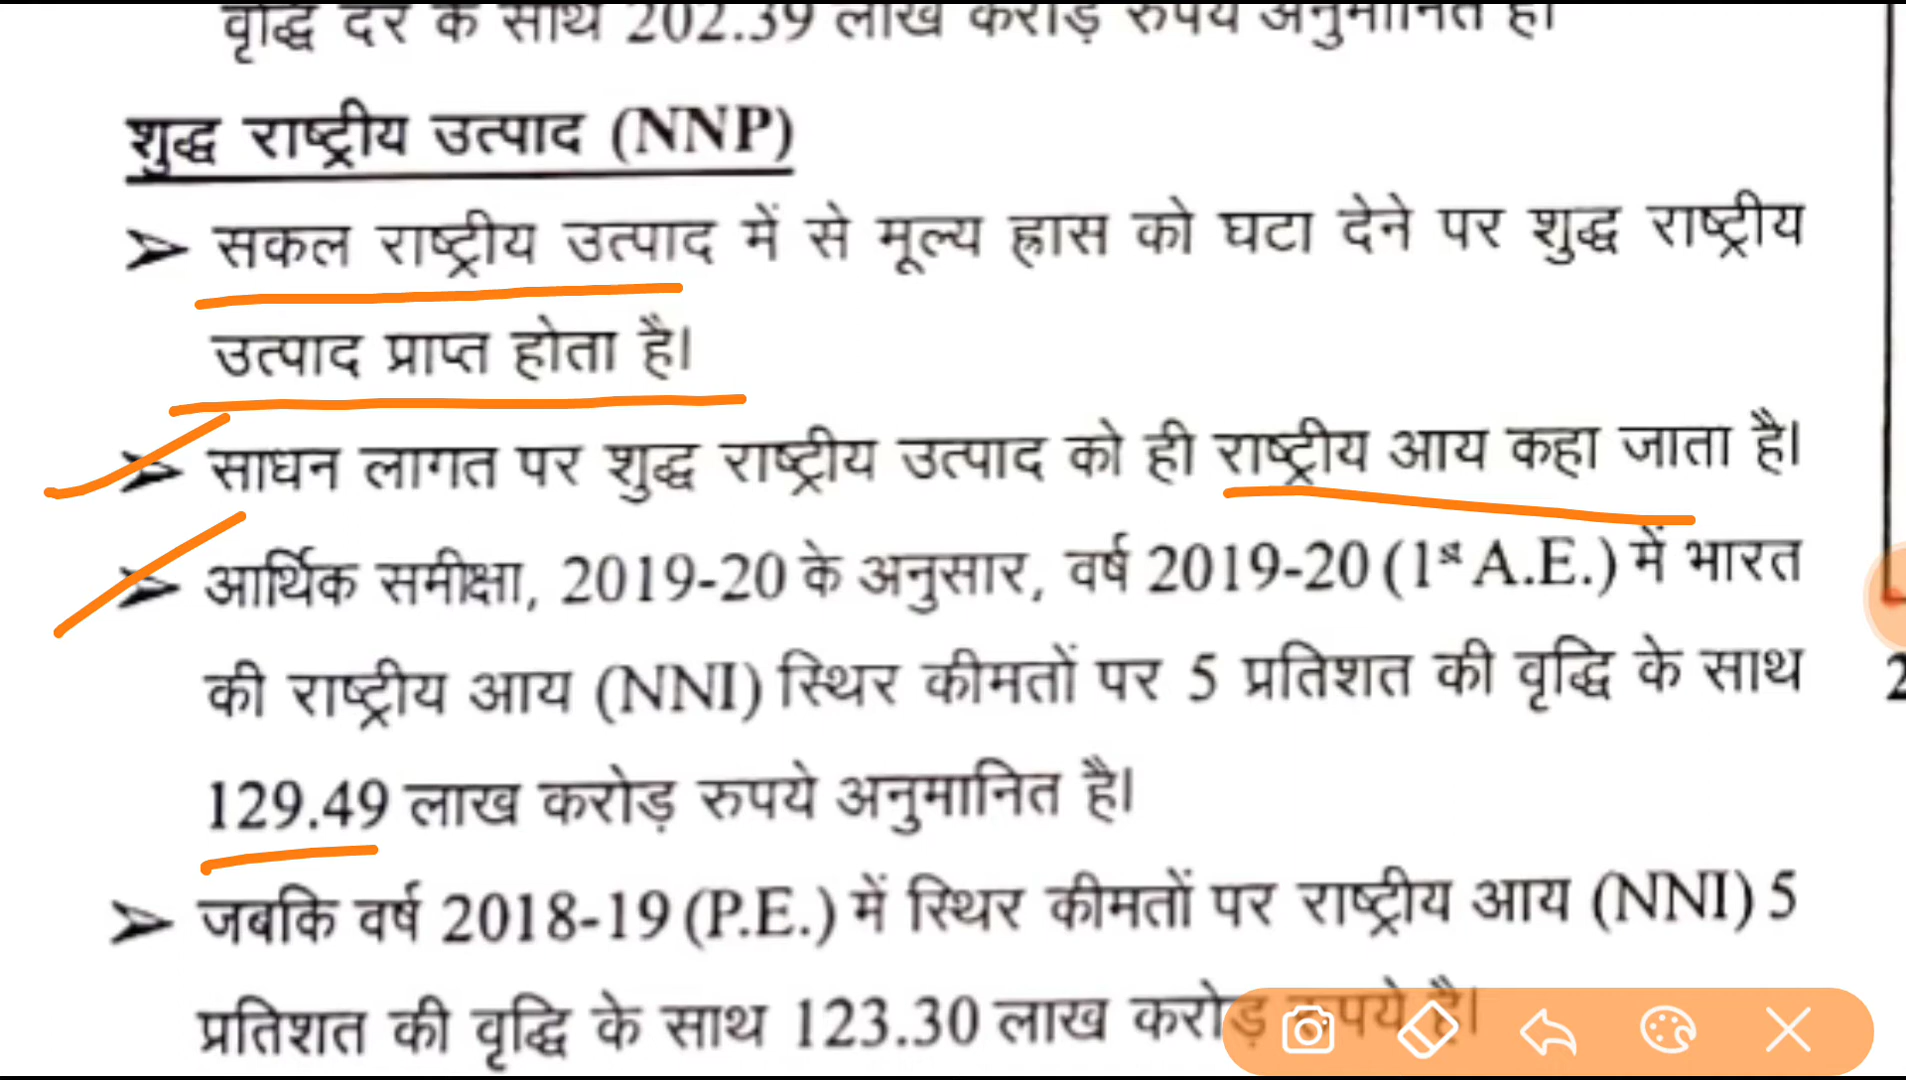 वृद्धि दर के साथ 202.39 लाख करोड़ रुपये अनुमानित है।
शुद्ध राष्ट्रीय उत्पाद (NNP)
➢ सकल राष्ट्रीय उत्पाद में से मूल्य ह्रास को घटा देने पर शुद्ध राष्ट्रीय
उत्पाद प्राप्त होता है।
➢ साधन लागत पर शुद्ध राष्ट्रीय उत्पाद को ही राष्ट्रीय आय कहा जाता है।
➢ आर्थिक समीक्षा, 2019-20 के अनुसार, वर्ष 2019-20 (1st A.E.) में भारत
की राष्ट्रीय आय (NNI) स्थिर कीमतों पर 5 प्रतिशत की वृद्धि के साथ
129.49 लाख करोड़ रुपये अनुमानित है।
➢ जबकि वर्ष 2018-19 (P.E.) में स्थिर कीमतों पर राष्ट्रीय आय (NNI) 5
प्रतिशत की वृद्धि के साथ 123.30 लाख करोड़ रुपये है।